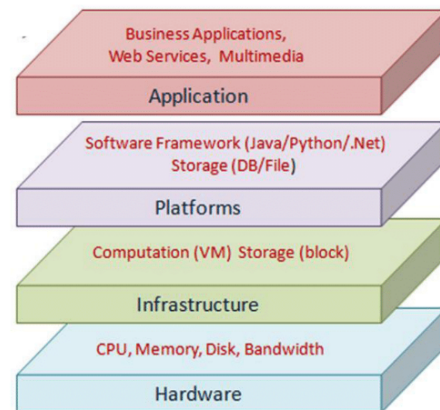 Business Applications,
Web Services, Multimedia
Application
Software Framework (Java/Python/.Net)
Storage (DB/File)
Platforms
Computation (VM) Storage (block)
Infrastructure
CPU, Memory, Disk, Bandwidth
Hardware